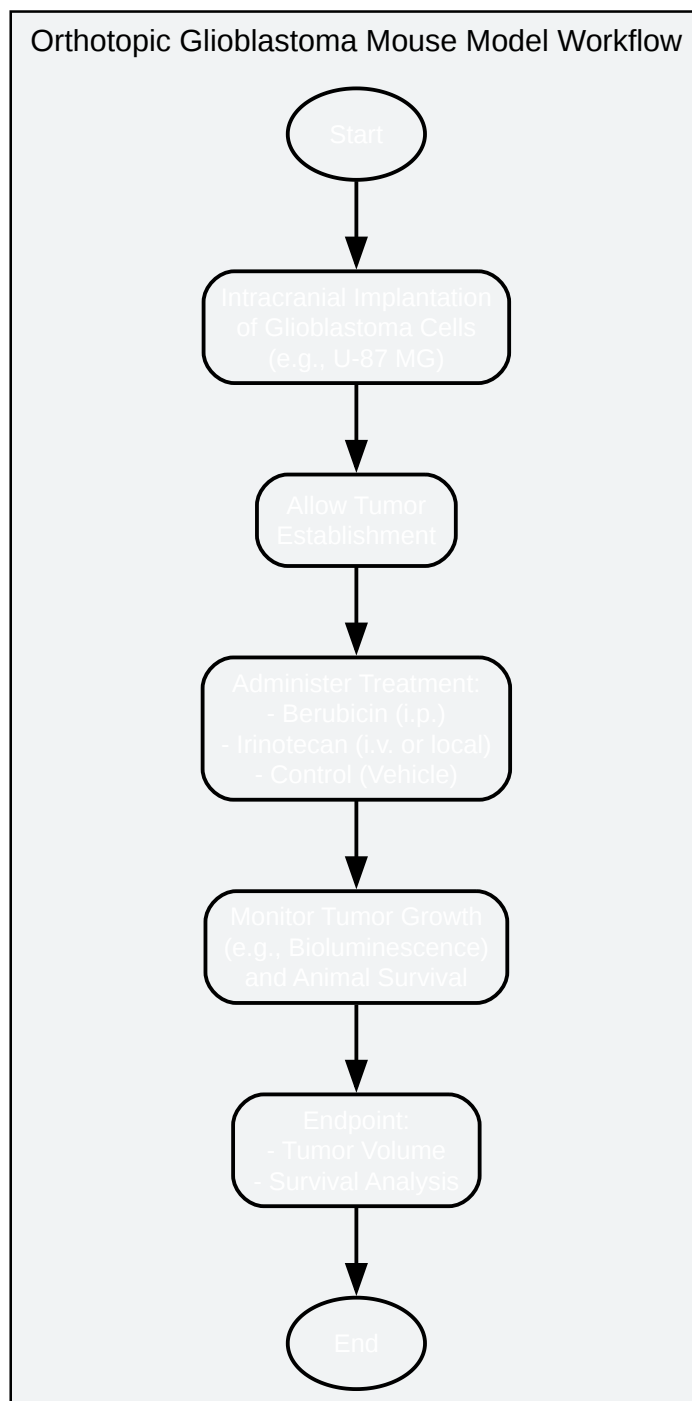 Orthotopic Glioblastoma Mouse Model Workflow
Start
Intracranial Implantation
of Glioblastoma Cells
(e.g., U-87 MG)
Allow Tumor
Establishment
Administer Treatment:
- Berubicin (i.p.)
- Irinotecan (i.v. or local)
- Control (Vehicle)
Monitor Tumor Growth
(e.g., Bioluminescence)
and Animal Survival
Endpoint:
- Tumor Volume
- Survival Analysis
End